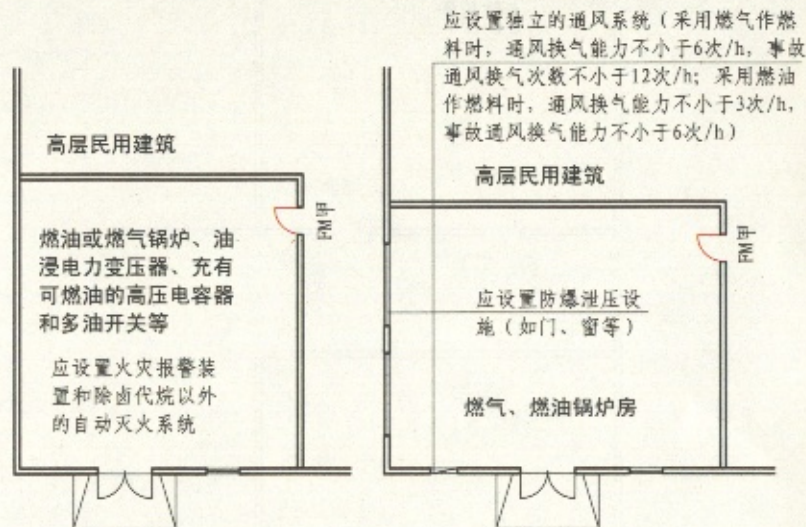 应设置独立的通风系统（采用燃气作燃
料时，通风换气能力不小于6次/h，事故
通风换气次数不小于12次/h；采用燃油
作燃料时，通风换气能力不小于3次/h，
事故通风换气能力不小于6次/h）
高层民用建筑
FM甲
燃油或燃气锅炉、油
浸电力变压器、充有
可燃油的高压电容器
和多油开关等
应设置火灾报警装
置和除卤代烷以外
的自动灭火系统
高层民用建筑
FM甲
应设置防爆泄压设
施（如门、窗等）
燃气、燃油锅炉房